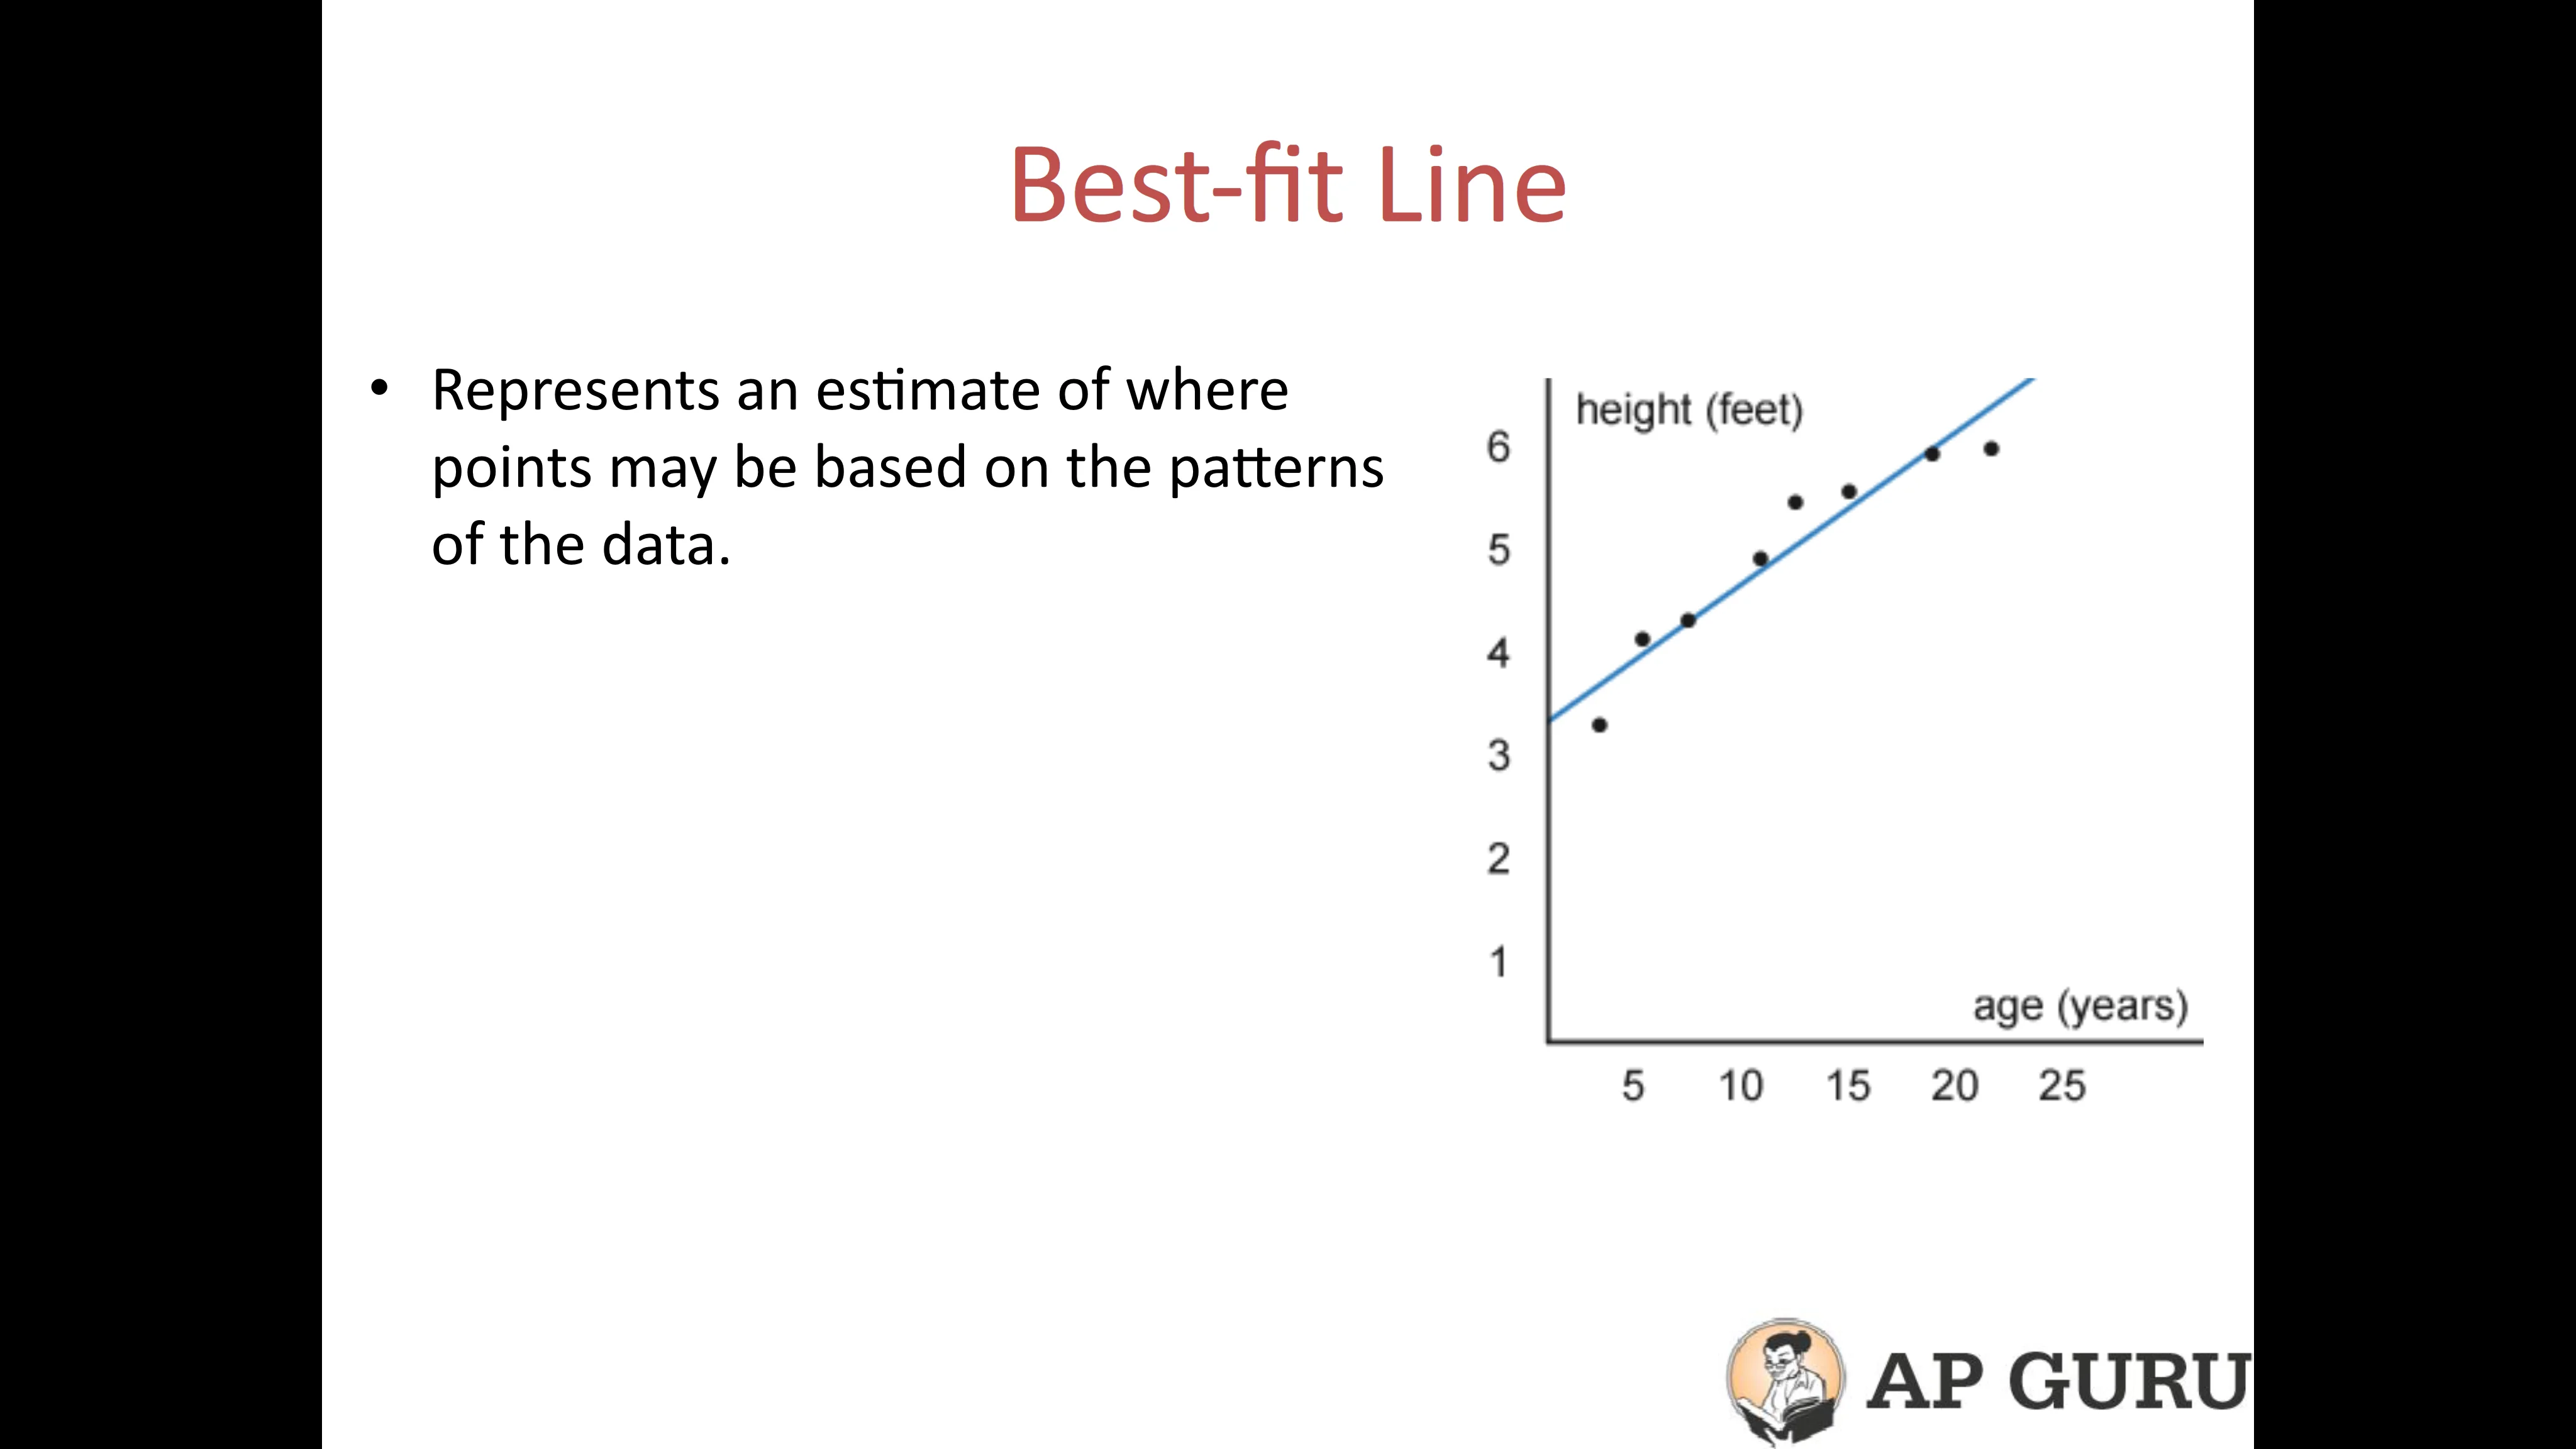 Best-fit Line
• Represents an estimate of where
points may be based on the patterns
of the data.
height (feet)
6
5
4
3
2
1
age (years)
5 10 15 20 25
AP GURU